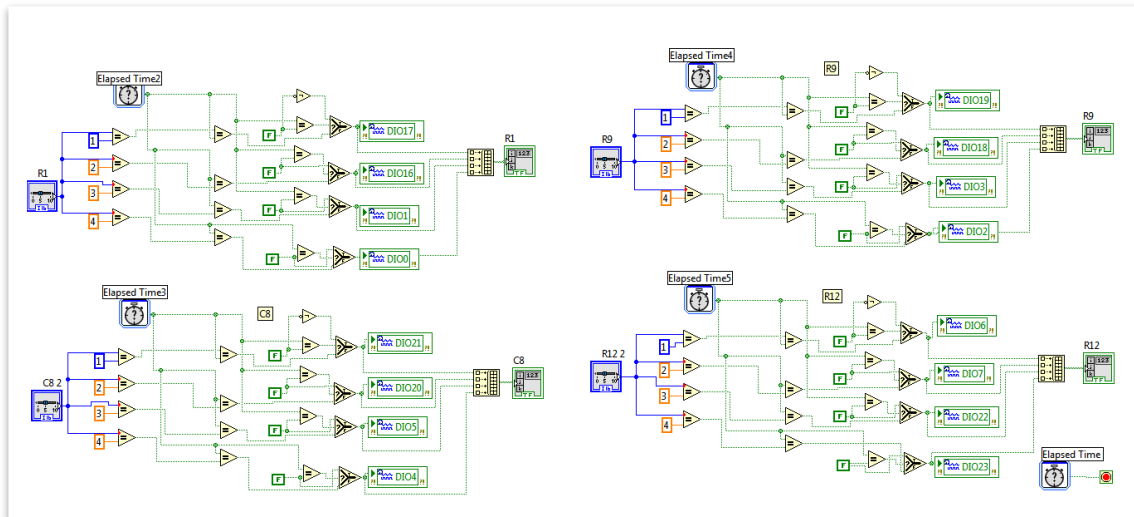 Elapsed Time2
R1
1
2
3
4
F
F
F
F
DIO17
DIO16
DIO1
DIO0
R1
Elapsed Time4
R9
R9
1
2
3
4
F
F
F
F
DIO19
DIO18
DIO3
DIO2
R9
Elapsed Time3
C8
C8 2
1
2
3
4
F
F
F
F
DIO21
DIO20
DIO5
DIO4
C8
Elapsed Time5
R12
R12 2
1
2
3
4
F
F
F
F
DIO6
DIO7
DIO22
DIO23
R12
Elapsed Time